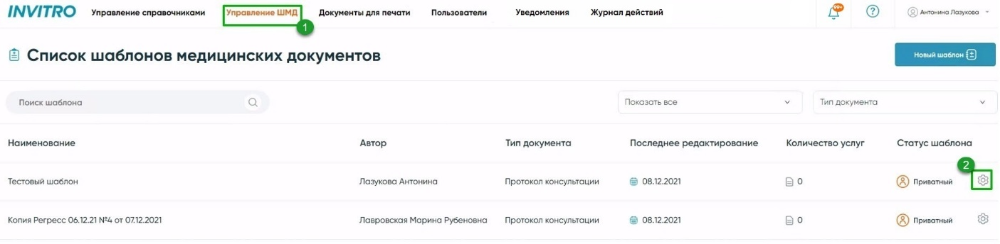 INVITRO Управление справочниками Управление ШМД Документы для печати Пользователи Уведомления Журнал действий 99+ ? Антонина Лазукова
1
Список шаблонов медицинских документов Новый шаблон
Поиск шаблона Показать все Тип документа
Наименование Автор Тип документа Последнее редактирование Количество услуг Статус шаблона
2
Тестовый шаблон Лазукова Антонина Протокол консультации 08.12.2021 0 Приватный
Копия Регресс 06.12.21 №4 от 07.12.2021 Лавровская Марина Рубеновна Протокол консультации 08.12.2021 0 Приватный